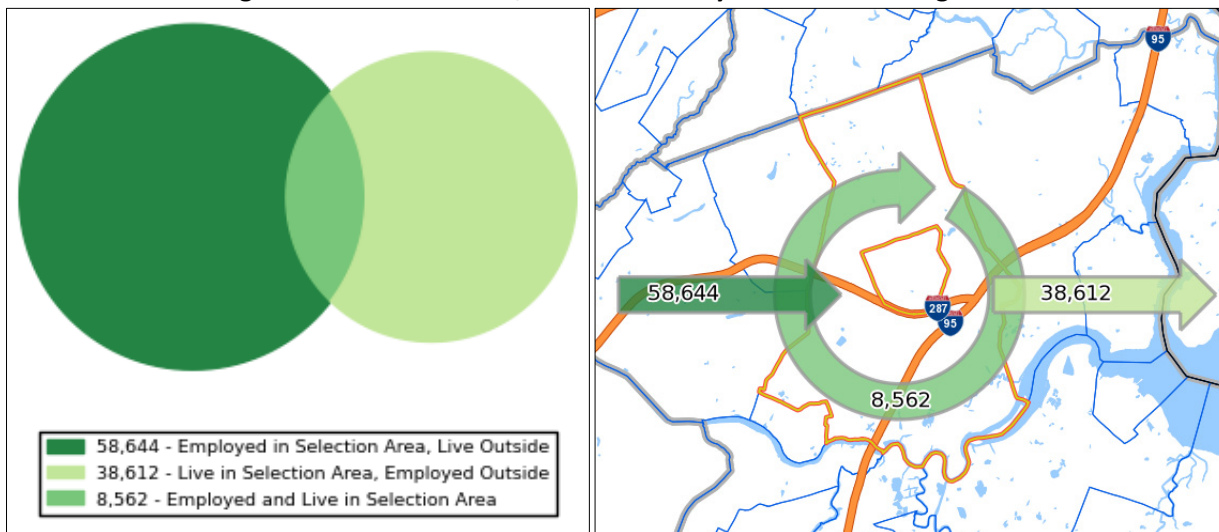 58,644 - Employed in Selection Area, Live Outside
38,612 - Live in Selection Area, Employed Outside
8,562 - Employed and Live in Selection Area
95
58,644
38,612
287
95
8,562